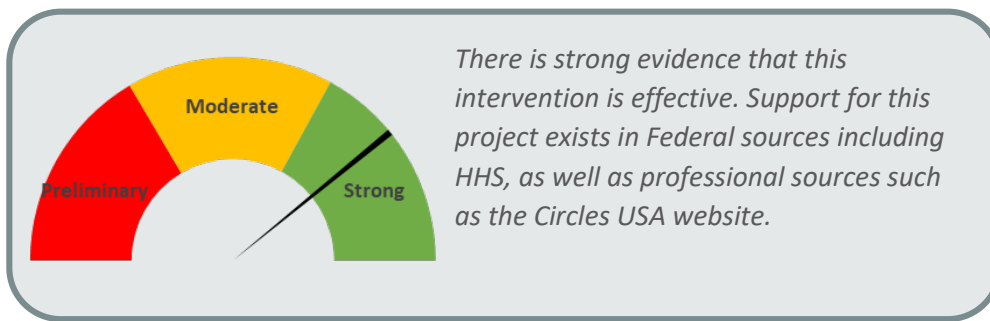 Preliminary
Moderate
Strong
There is strong evidence that this
intervention is effective. Support for this
project exists in Federal sources including
HHS, as well as professional sources such
as the Circles USA website.